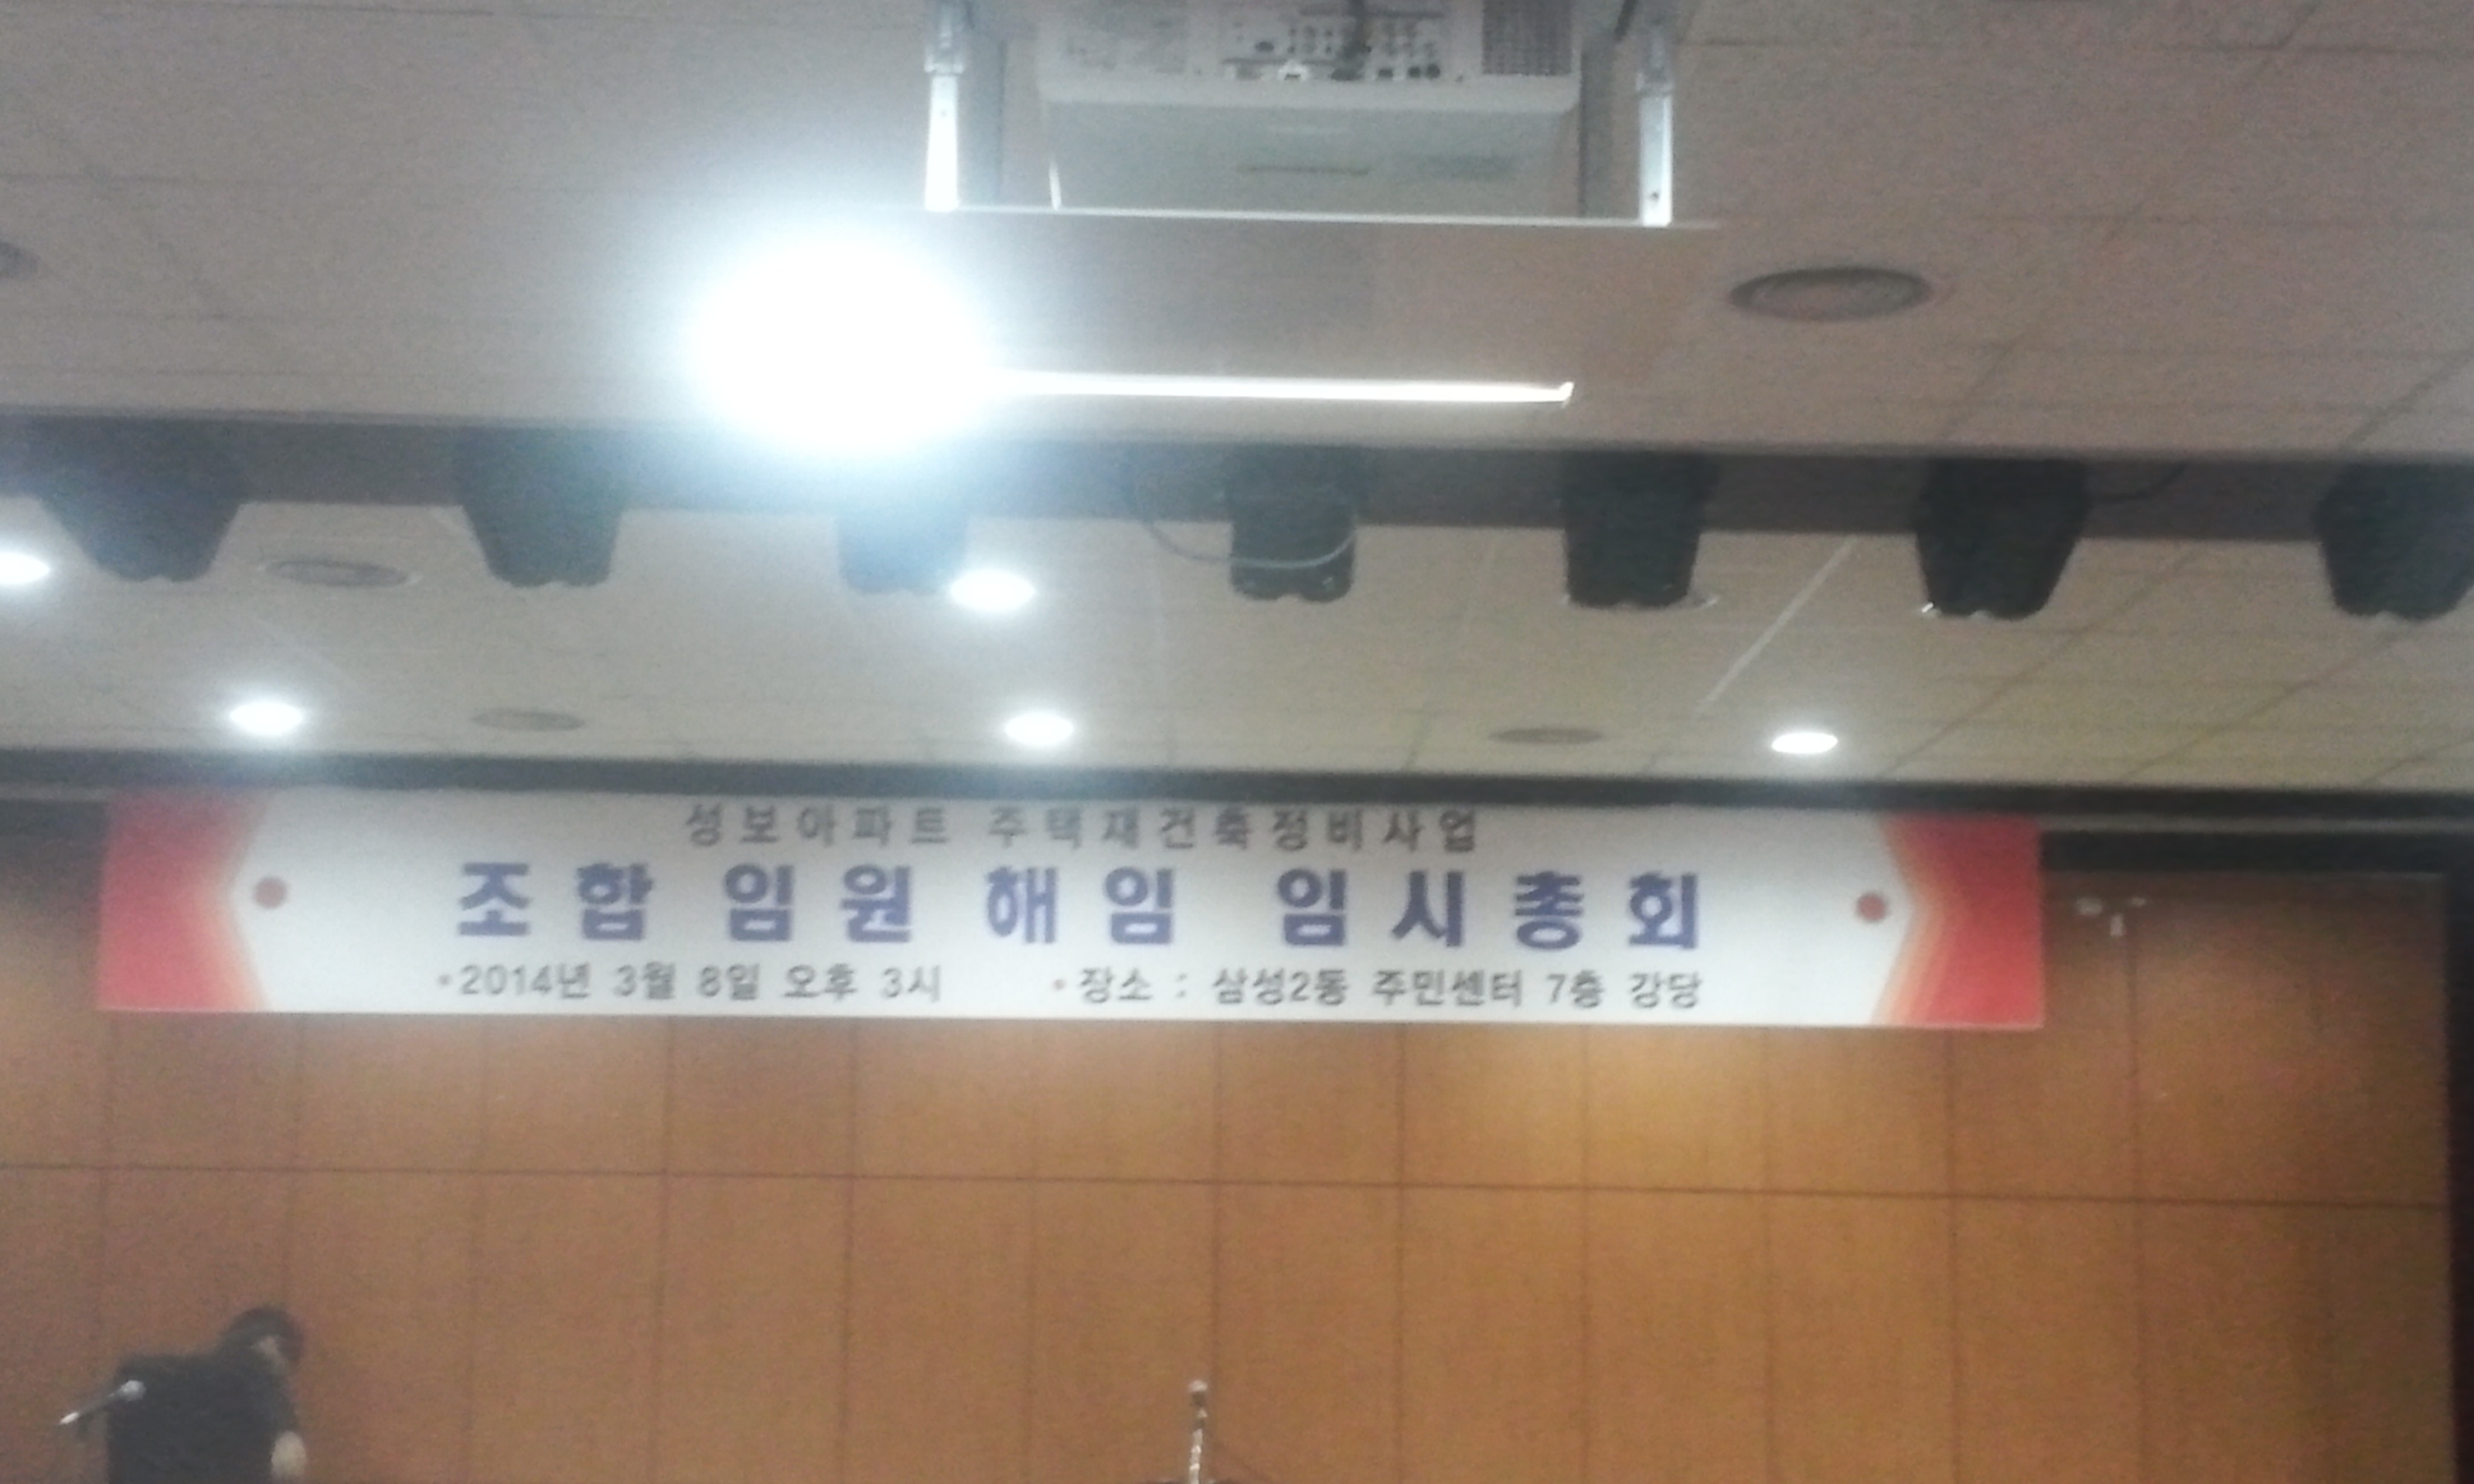 성보아파트 주택재건축정비사업
조합 임원 해임 임시총회
•2014년 3월 8일 오후 3시 •장소 : 삼성2동 주민센터 7층 강당